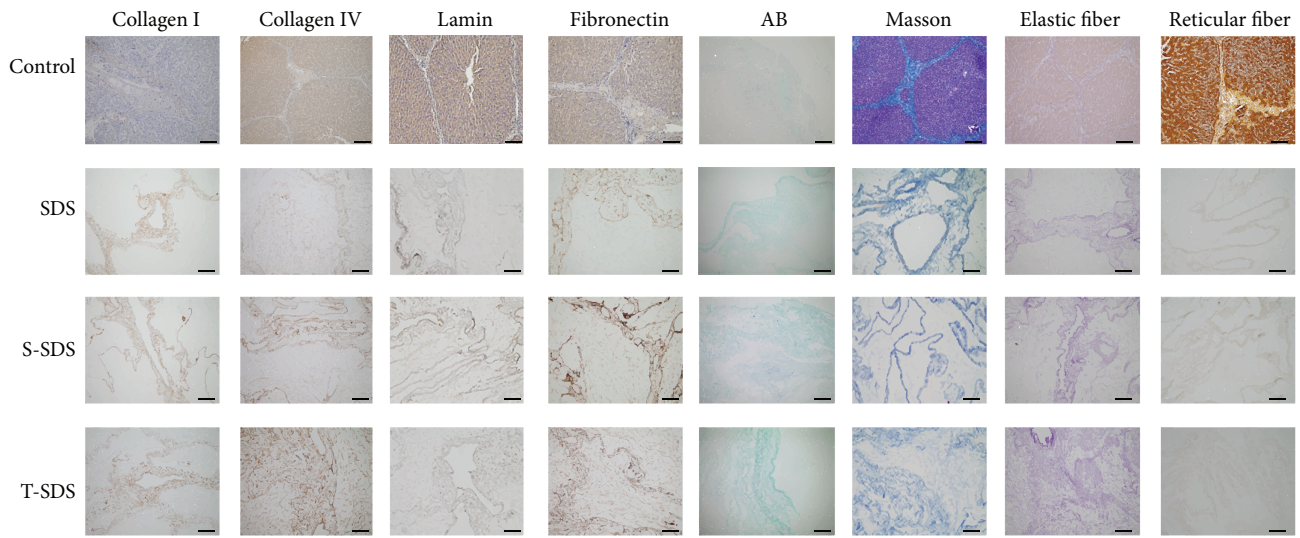 Collagen I Collagen IV Lamin Fibronectin AB Masson Elastic fiber Reticular fiber
Control
SDS
S-SDS
T-SDS